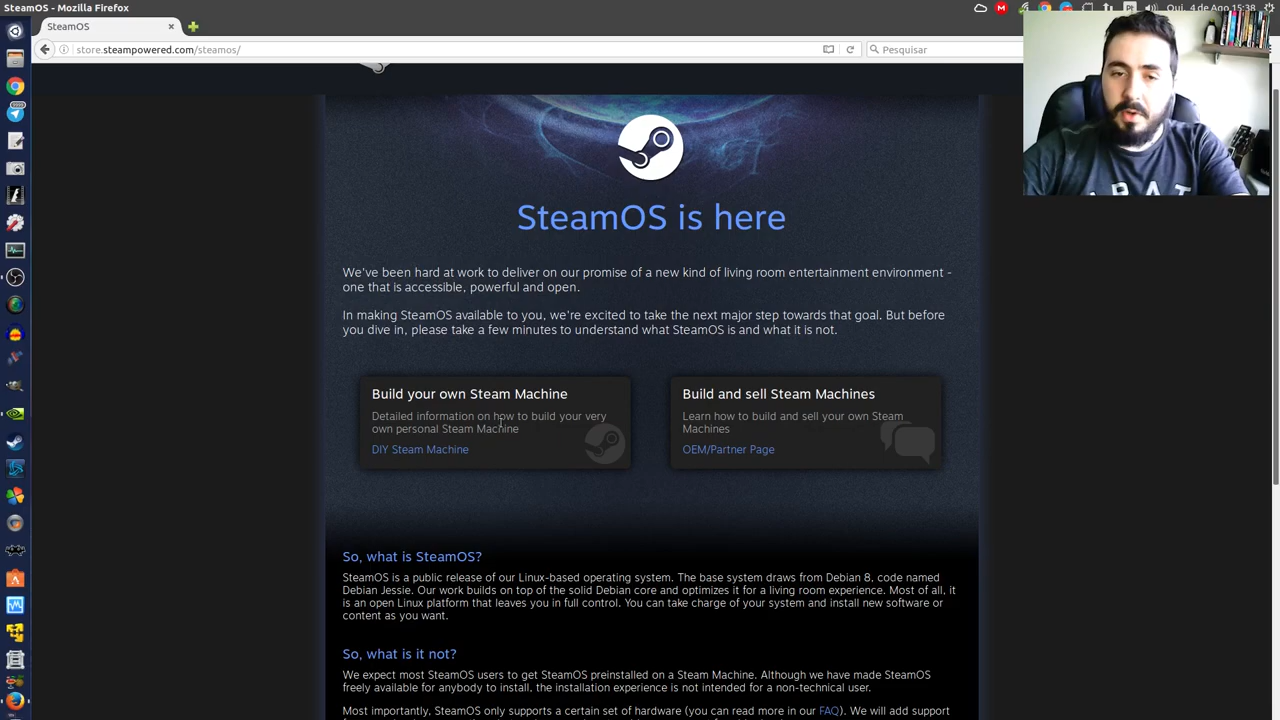 SteamOS - Mozilla Firefox
Pt
Qui, 4 de Ago 15:38
SteamOS
store.steampowered.com/steamos/
Pesquisar
SteamOS is here
We've been hard at work to deliver on our promise of a new kind of living room entertainment environment -
one that is accessible, powerful and open.
In making SteamOS available to you, we're excited to take the next major step towards that goal. But before
you dive in, please take a few minutes to understand what SteamOS is and what it is not.
Build your own Steam Machine
Detailed information on how to build your very
own personal Steam Machine
DIY Steam Machine
Build and sell Steam Machines
Learn how to build and sell your own Steam
Machines
OEM/Partner Page
So, what is SteamOS?
SteamOS is a public release of our Linux-based operating system. The base system draws from Debian 8, code named
Debian Jessie. Our work builds on top of the solid Debian core and optimizes it for a living room experience. Most of all, it
is an open Linux platform that leaves you in full control. You can take charge of your system and install new software or
content as you want.
So, what is it not?
We expect most SteamOS users to get SteamOS preinstalled on a Steam Machine. Although we have made SteamOS
freely available for anybody to install, the installation experience is not intended for a non-technical user.
Most importantly, SteamOS only supports a certain set of hardware (you can read more in our FAQ). We will add support